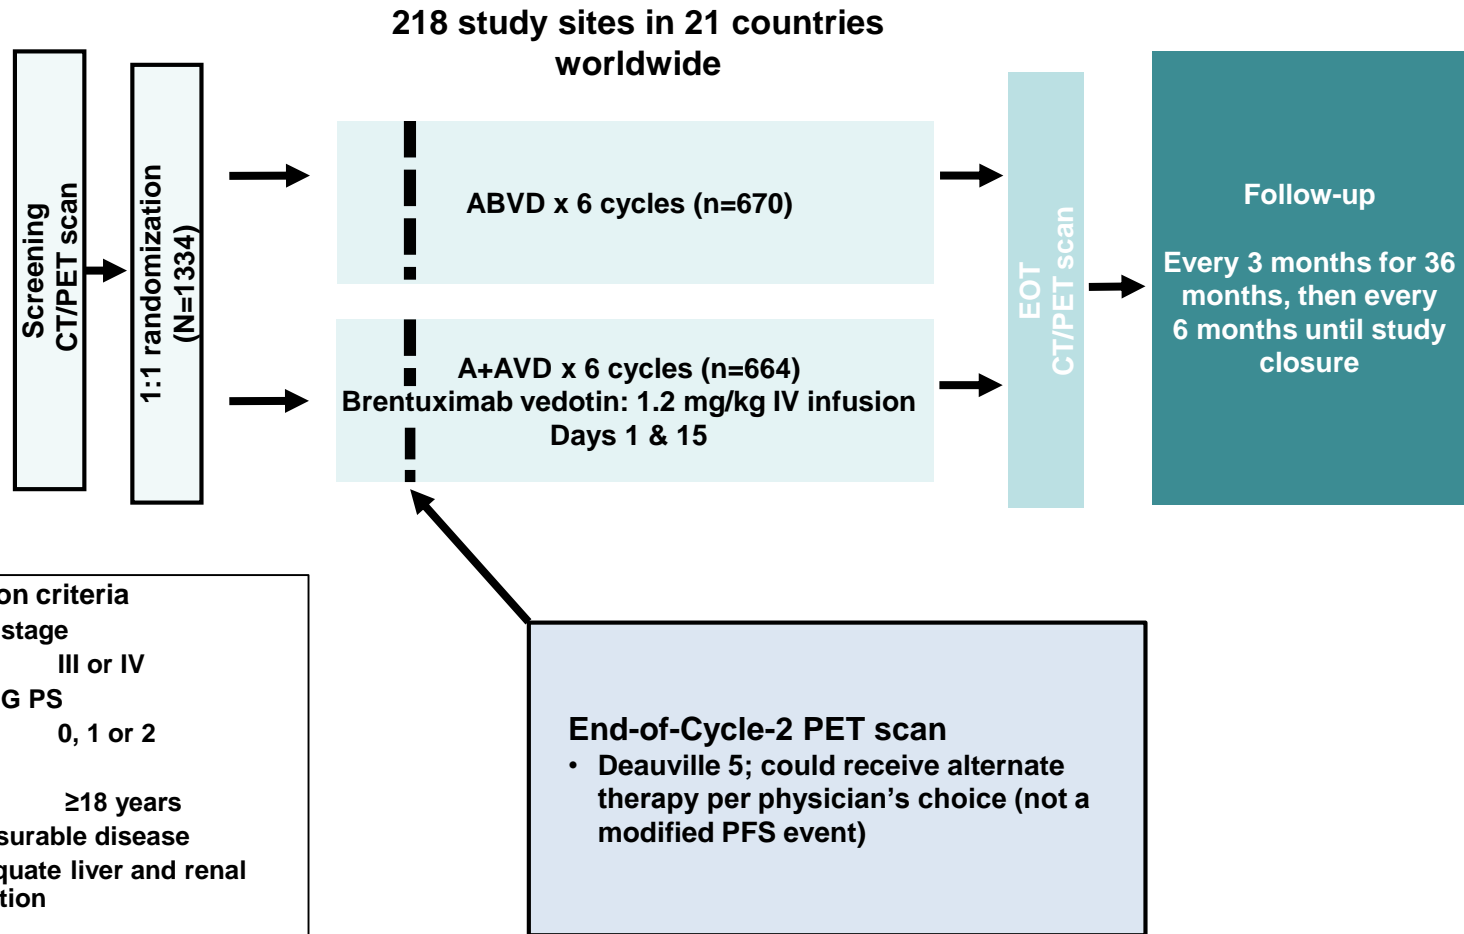 218 study sites in 21 countries
worldwide
Screening
CT/PET scan
1:1 randomization
(N=1334)
ABVD x 6 cycles (n=670)
A+AVD x 6 cycles (n=664)
Brentuximab vedotin: 1.2 mg/kg IV infusion
Days 1 & 15
EOT
CT/PET scan
Follow-up
Every 3 months for 36
months, then every
6 months until study
closure
on criteria
stage
III or IV
G PS
0, 1 or 2
≥18 years
surable disease
quate liver and renal
tion
End-of-Cycle-2 PET scan
• Deauville 5; could receive alternate
therapy per physician’s choice (not a
modified PFS event)